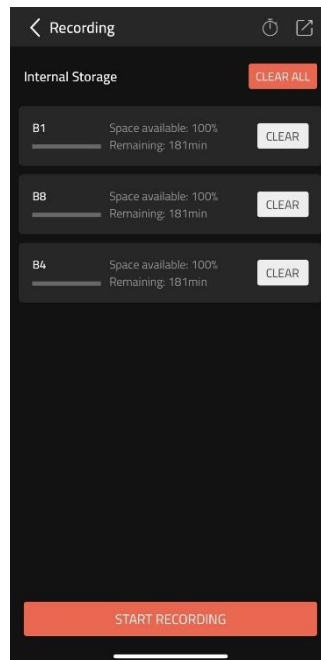 Recording
Internal Storage
CLEAR ALL
B1
Space available: 100%
Remaining: 181min
CLEAR
B8
Space available: 100%
Remaining: 181min
CLEAR
B4
Space available: 100%
Remaining: 181min
CLEAR
START RECORDING